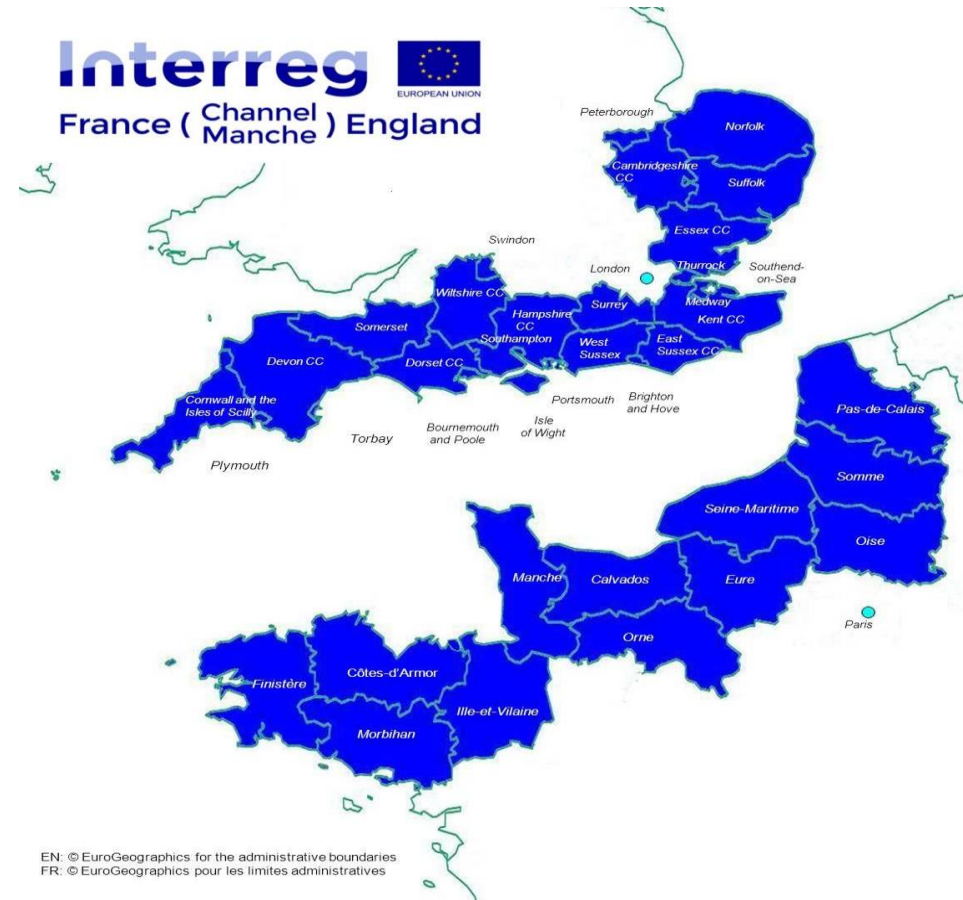 Interreg
EUROPEAN UNION
France ( Channel
Manche ) England
Peterborough
Norfolk
Cambridgeshire
CC
Suffolk
Essex CC
Swindon
London
Thurrock
Southend-
on-Sea
Wiltshire CC
Surrey
Medway
Hampshire
CC
Kent CC
Somerset
Southampton
West
Sussex
East
Sussex CC
Devon CC
Dorset CC
Cornwall and the
Isles of Scilly
Portsmouth
Brighton
and Hove
Isle
of Wight
Bournemouth
and Poole
Torbay
Plymouth
Pas-de-Calais
Somme
Seine-Maritime
Oise
Manche
Calvados
Eure
Paris
Orne
Côtes-d'Armor
Finistère
Ille-et-Vilaine
Morbihan
EN: © EuroGeographics for the administrative boundaries
FR: © EuroGeographics pour les limites administratives